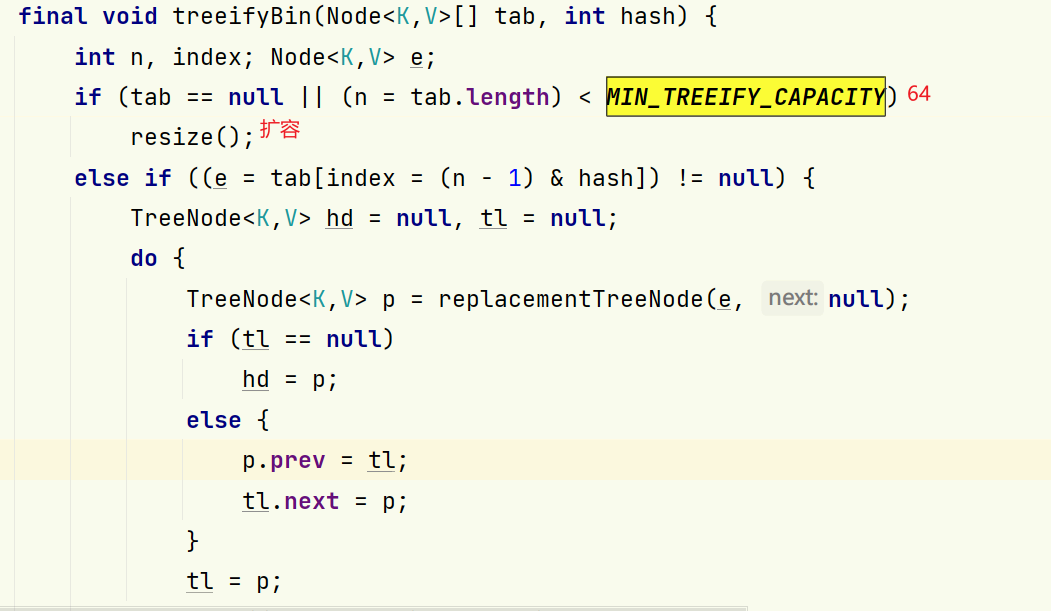 final void treeifyBin(Node<K,V>[] tab, int hash) {
int n, index; Node<K,V> e;
if (tab == null || (n = tab.length) < MIN_TREEIFY_CAPACITY) 64
resize(); 扩容
else if ((e = tab[index = (n - 1) & hash]) != null) {
TreeNode<K,V> hd = null, tl = null;
do {
TreeNode<K,V> p = replacementTreeNode(e, next: null);
if (tl == null)
hd = p;
else {
p.prev = tl;
tl.next = p;
}
tl = p;